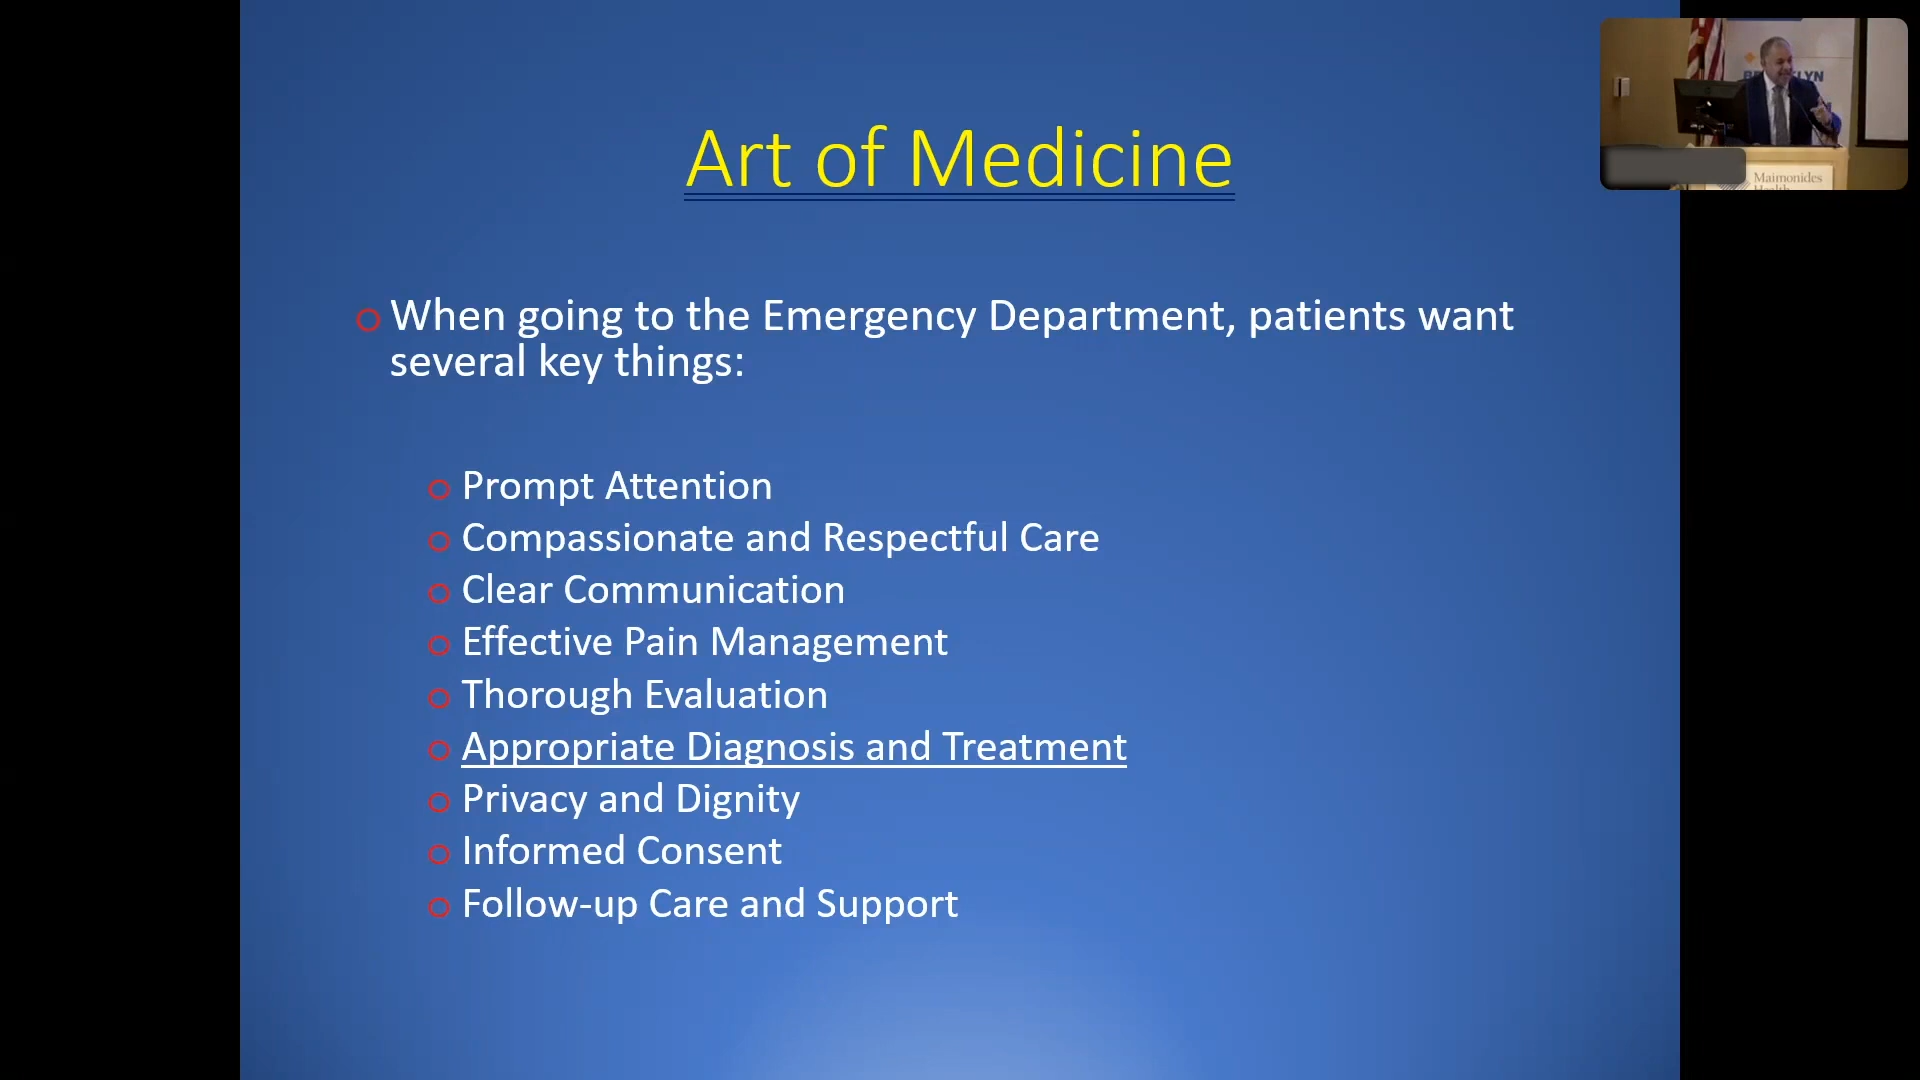 Art of Medicine
When going to the Emergency Department, patients want
several key things:
Prompt Attention
Compassionate and Respectful Care
Clear Communication
Effective Pain Management
Thorough Evaluation
Appropriate Diagnosis and Treatment
Privacy and Dignity
Informed Consent
Follow-up Care and Support
Maimonides
Health